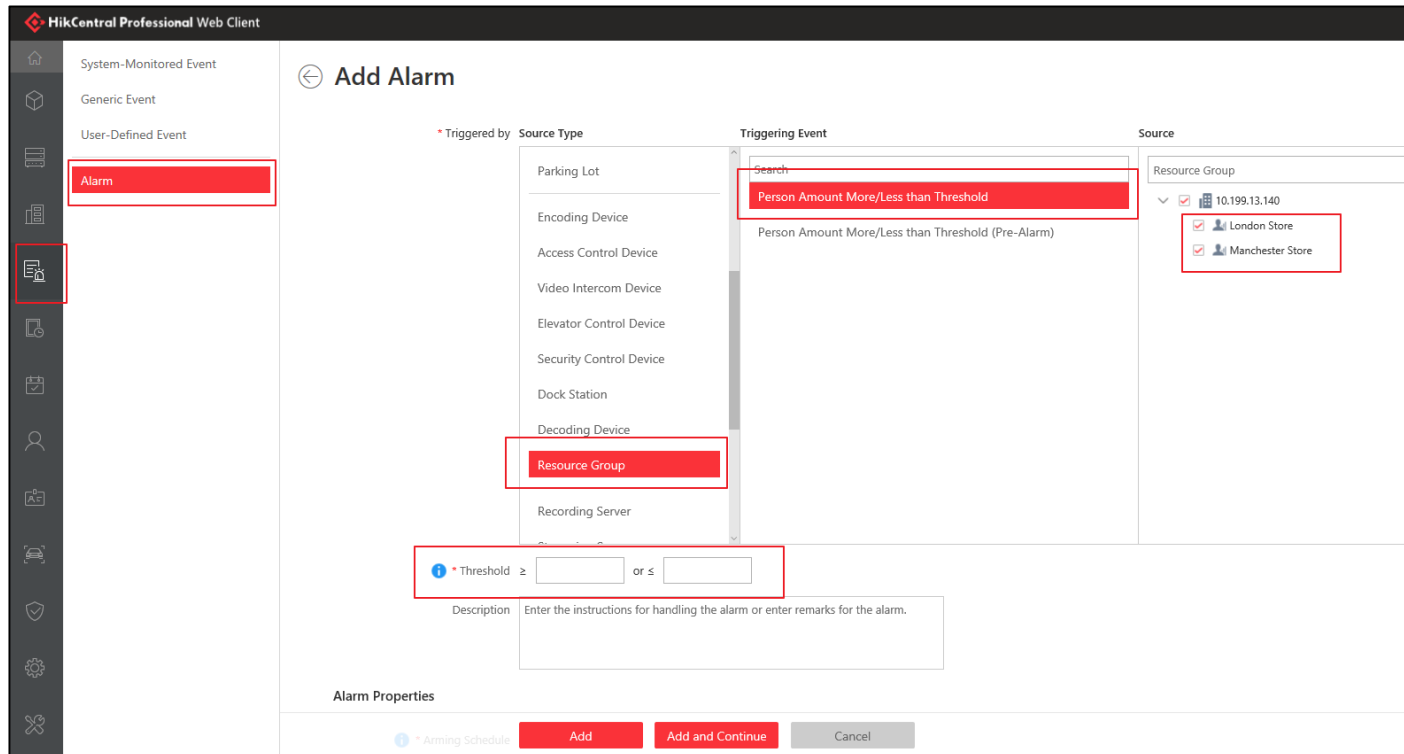 HikCentral Professional Web Client
System-Monitored Event
Generic Event
User-Defined Event
Alarm
Add Alarm
* Triggered by Source Type Triggering Event Source
Parking Lot
Encoding Device
Access Control Device
Video Intercom Device
Elevator Control Device
Security Control Device
Dock Station
Decoding Device
Resource Group
Recording Server
Search
Person Amount More/Less than Threshold
Person Amount More/Less than Threshold (Pre-Alarm)
Resource Group
10.199.13.140
London Store
Manchester Store
* Threshold ≥ or ≤
Description Enter the instructions for handling the alarm or enter remarks for the alarm.
Alarm Properties
* Arming Schedule
Add Add and Continue Cancel